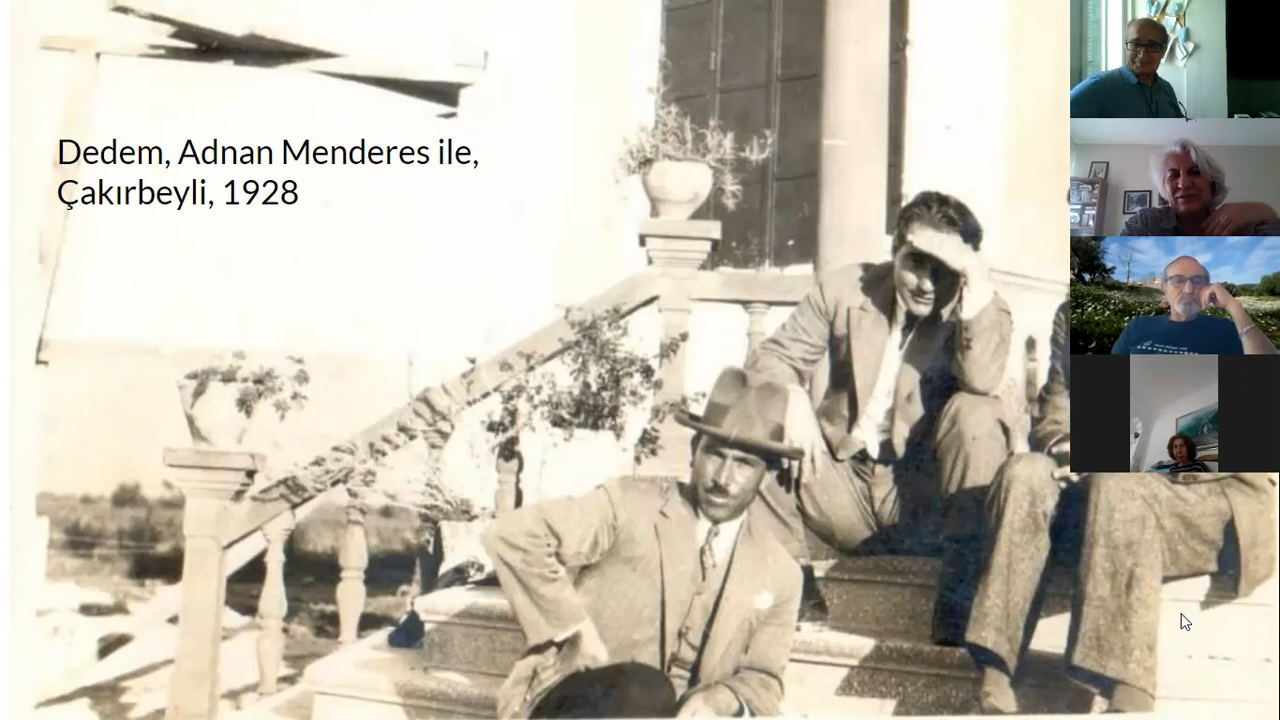 Dedem, Adnan Menderes ile,
Çakırbeyli, 1928